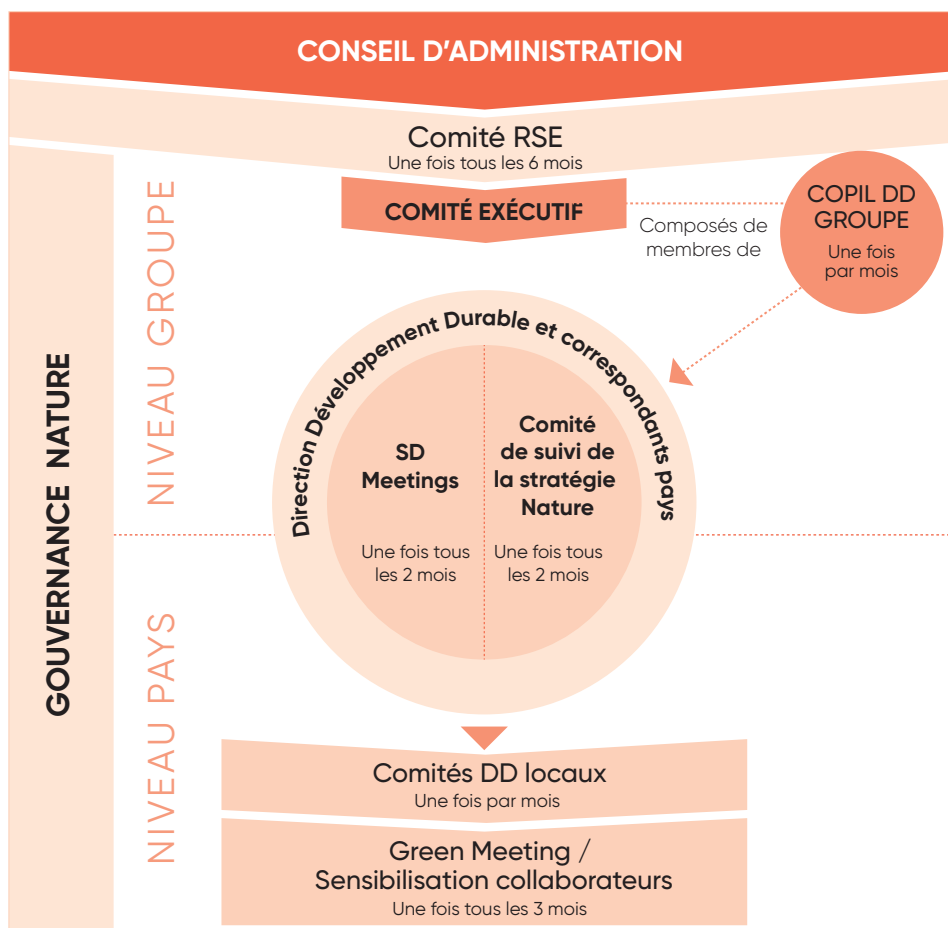 CONSEIL D'ADMINISTRATION
Comité RSE
Une fois tous les 6 mois
COMITÉ EXÉCUTIF
Composés de
membres de
COPIL DD
GROUPE
Une fois
par mois
GOUVERNANCE NATURE
NIVEAU GROUPE
Direction Développement Durable et correspondants pays
SD
Meetings
Une fois tous
les 2 mois
Comité
de suivi de
la stratégie
Nature
Une fois tous
les 2 mois
NIVEAU PAYS
Comités DD locaux
Une fois par mois
Green Meeting /
Sensibilisation collaborateurs
Une fois tous les 3 mois